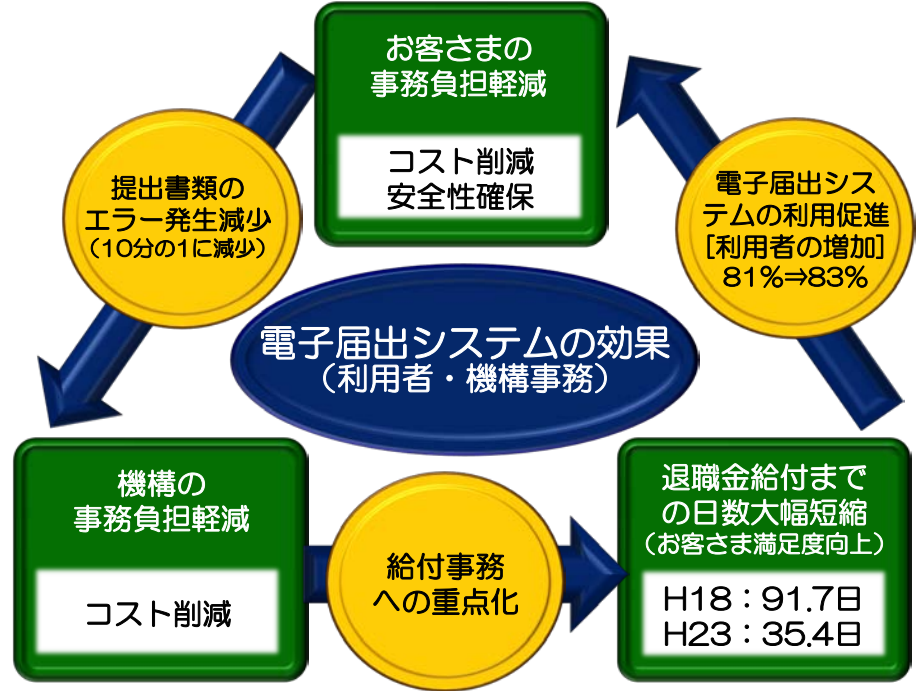 お客さまの
事務負担軽減
コスト削減
安全性確保
提出書類の
エラー発生減少
（10分の1に減少）
電子届出シス
テムの利用促進
[利用者の増加]
81％⇒83％
電子届出システムの効果
（利用者・機構事務）
機構の
事務負担軽減
コスト削減
給付事務
への重点化
退職金給付まで
の日数大幅短縮
（お客さま満足度向上）
H18：91.7日
H23：35.4日